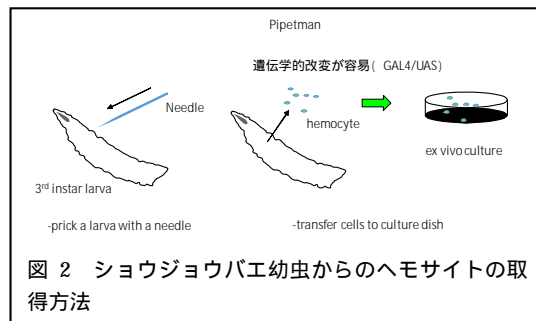 Pipetman
遺伝学的改変が容易( GAL4/UAS)
Needle
hemocyte
ex vivo culture
3rd instar larva
-prick a larva with a needle
-transfer cells to culture dish
図 2 ショウジョウバエ幼虫からのヘモサイトの取
得方法